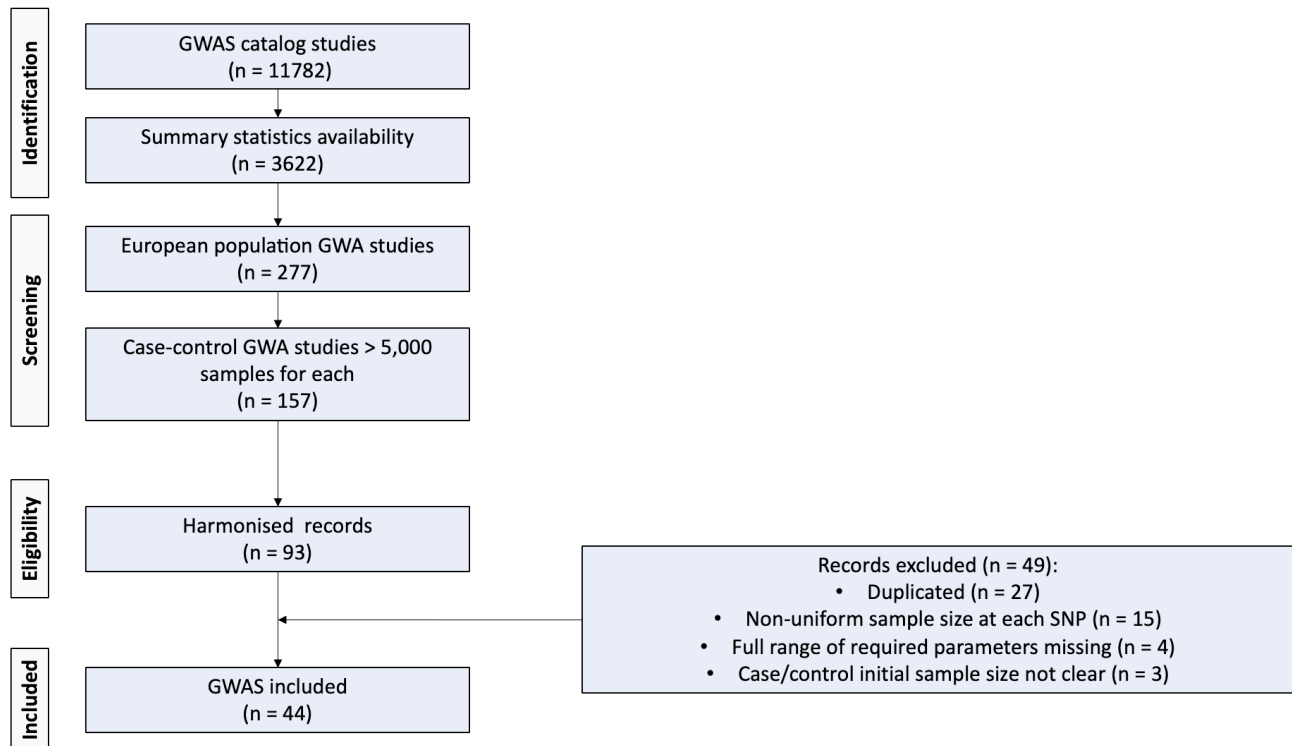 Identification
GWAS catalog studies
(n = 11782)
Summary statistics availability
(n = 3622)
Screening
European population GWA studies
(n = 277)
Case-control GWA studies > 5,000
samples for each
(n = 157)
Eligibility
Harmonised records
(n = 93)
Records excluded (n = 49):
• Duplicated (n = 27)
• Non-uniform sample size at each SNP (n = 15)
• Full range of required parameters missing (n = 4)
• Case/control initial sample size not clear (n = 3)
Included
GWAS included
(n = 44)